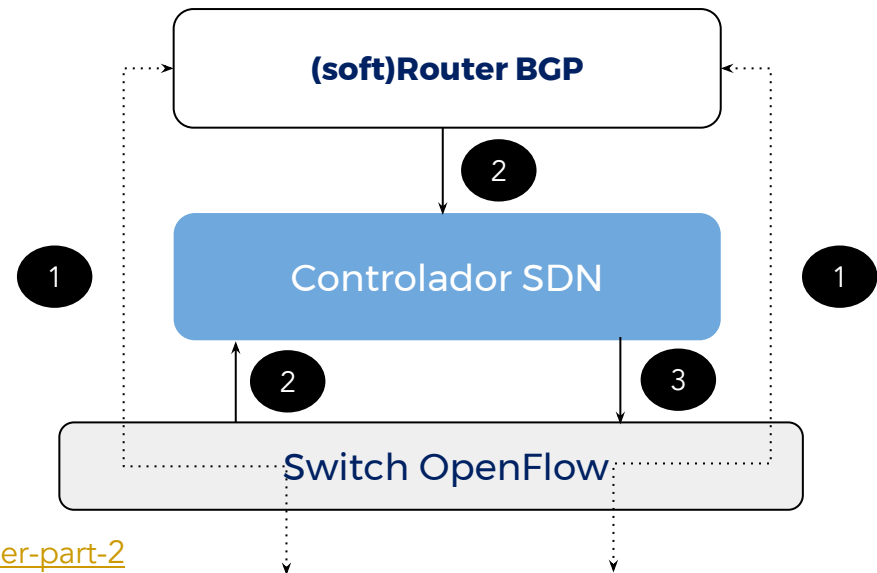 (soft)Router BGP
2
Controlador SDN
1
1
2
3
Switch OpenFlow
er-part-2